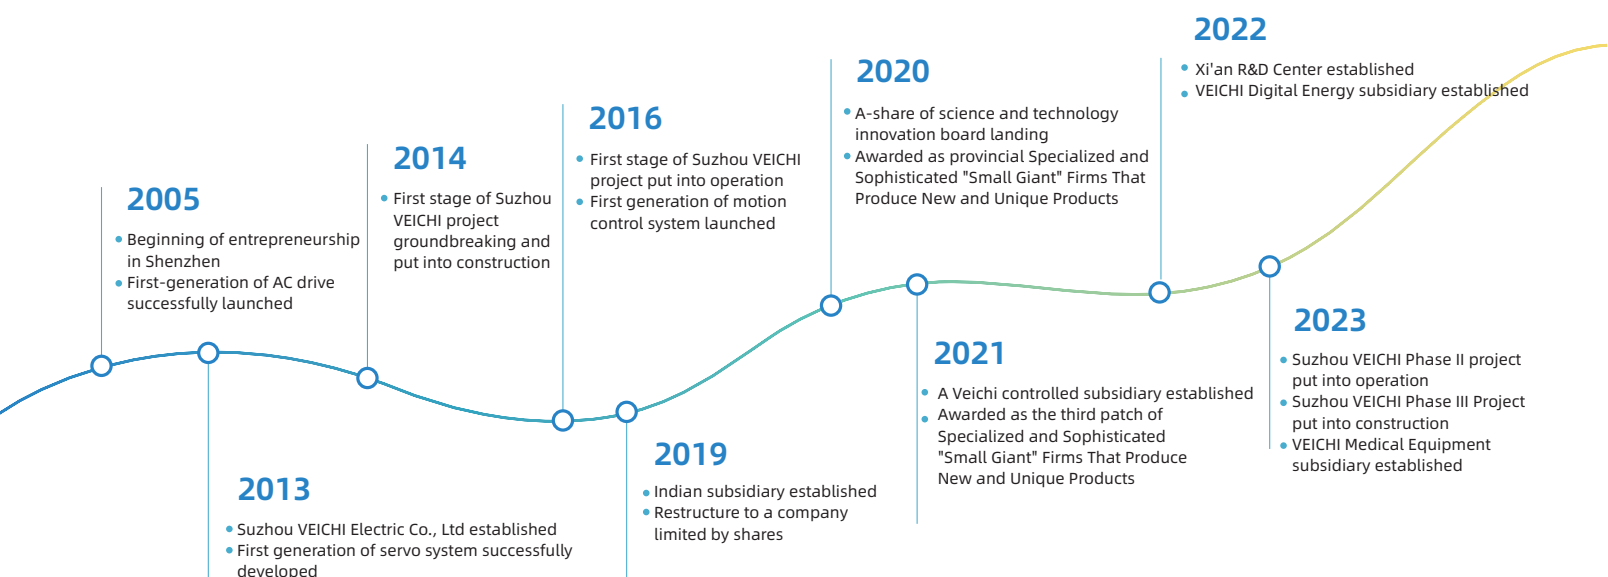 2005
Beginning of entrepreneurship
in Shenzhen
First-generation of AC drive
successfully launched
2013
Suzhou VEICHI Electric Co., Ltd established
First generation of servo system successfully
developed
2014
First stage of Suzhou
VEICHI project
groundbreaking and
put into construction
2016
First stage of Suzhou VEICHI
project put into operation
First generation of motion
control system launched
2019
Indian subsidiary established
Restructure to a company
limited by shares
2020
A-share of science and technology
innovation board landing
Awarded as provincial Specialized and
Sophisticated "Small Giant" Firms That
Produce New and Unique Products
2021
A Veichi controlled subsidiary established
Awarded as the third patch of
Specialized and Sophisticated
"Small Giant" Firms That Produce
New and Unique Products
2022
Xi'an R&D Center established
VEICHI Digital Energy subsidiary established
2023
Suzhou VEICHI Phase II project
put into operation
Suzhou VEICHI Phase III Project
put into construction
VEICHI Medical Equipment
subsidiary established